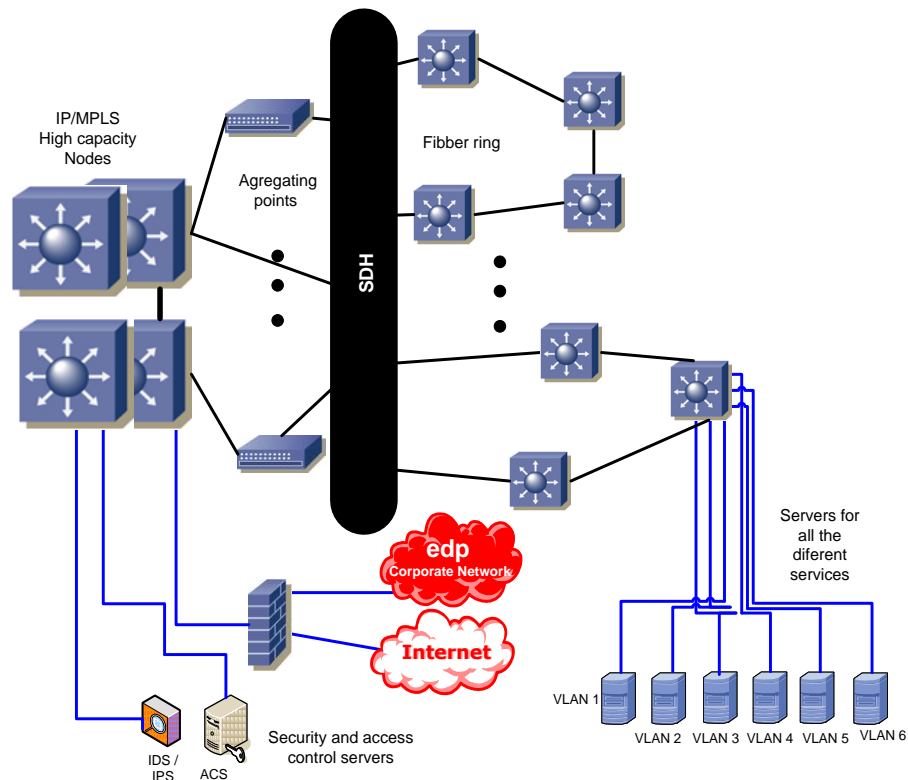 IP/MPLS
High capacity
Nodes
Agregating
points
SDH
Fibber ring
edp
Corporate Network
Internet
Servers for
all the
diferent
services
VLAN 1
VLAN 2
VLAN 3
VLAN 4
VLAN 5
VLAN 6
IDS /
IPS
ACS
Security and access
control servers